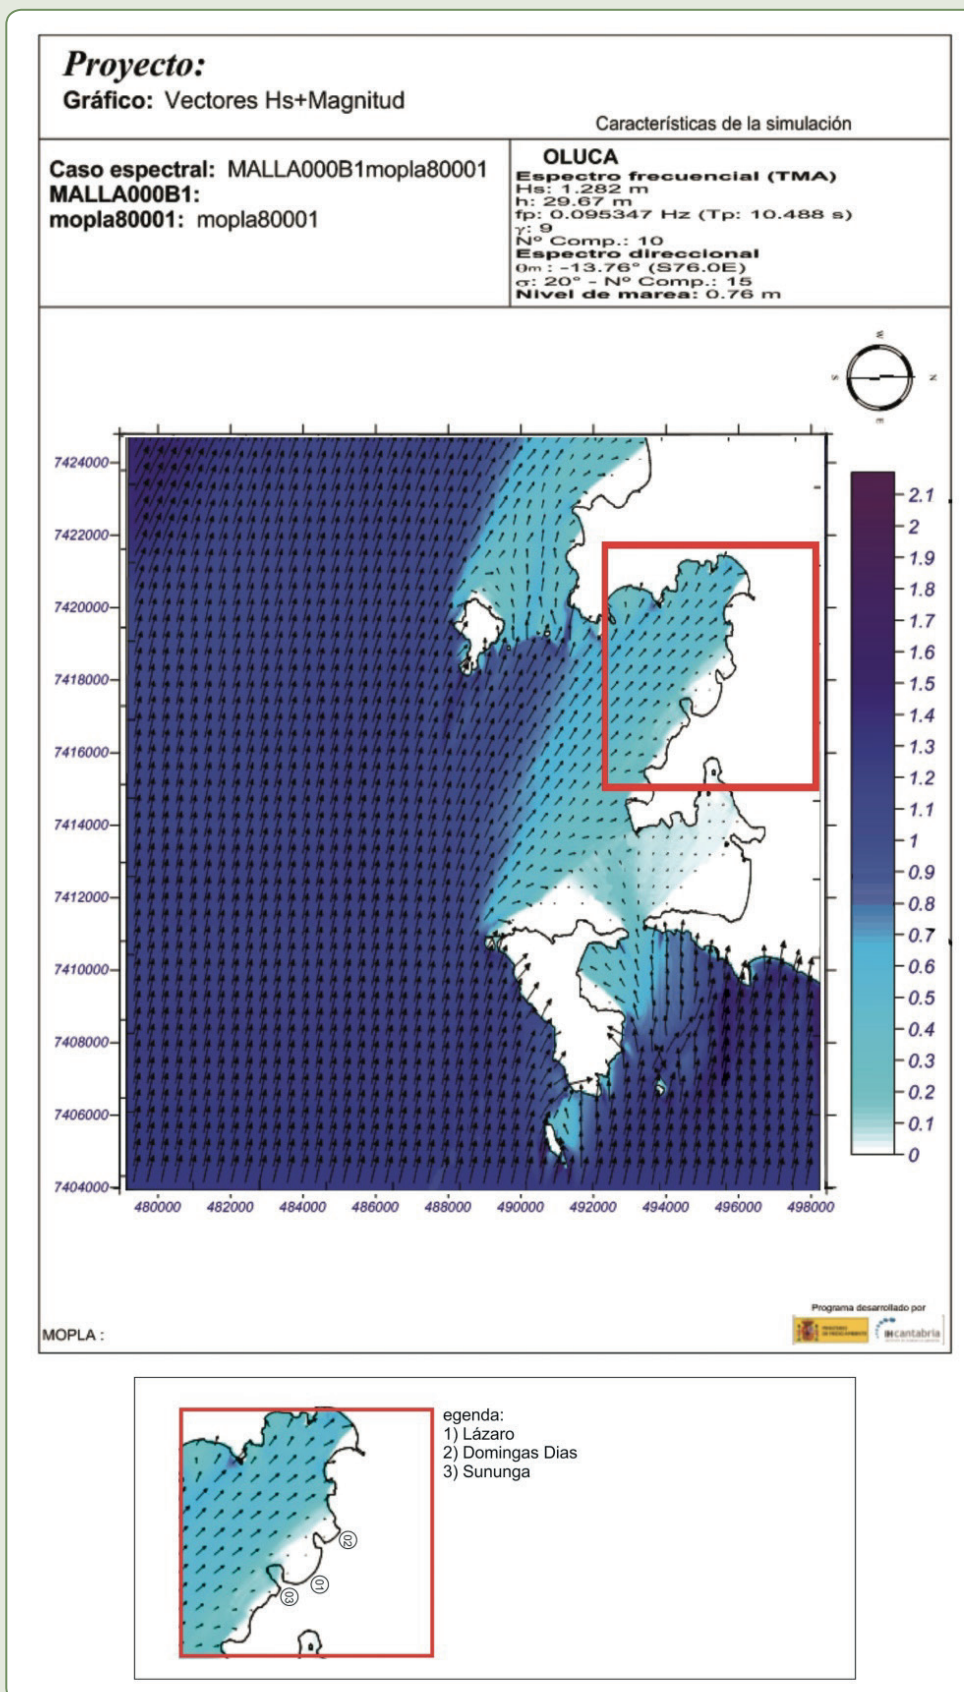 Proyecto:
Gráfico: Vectores Hs+Magnitud
Características de la simulación
Caso espectral: MALLA000B1mopla80001
MALLA000B1:
mopla80001: mopla80001
OLUCA
Espectro frecuencial (TMA)
Hs: 1.282 m
h: 29.67 m
fp: 0.095347 Hz (Tp: 10.488 s)
γ: 9
Nº Comp.: 10
Espectro direccional
θm : -13.76° (S76.0E)
σ: 20° - Nº Comp.: 15
Nivel de marea: 0.76 m
W
S
N
E
7424000
7422000
7420000
7418000
7416000
7414000
7412000
7410000
7408000
7406000
7404000
480000 482000 484000 486000 488000 490000 492000 494000 496000 498000
2.1
2
1.9
1.8
1.7
1.6
1.5
1.4
1.3
1.2
1.1
1
0.9
0.8
0.7
0.6
0.5
0.4
0.3
0.2
0.1
0
Programa desarrollado por
IHcantabria
MOPLA :
egenda:
1) Lázaro
2) Domingas Dias
3) Sununga
02
01
03